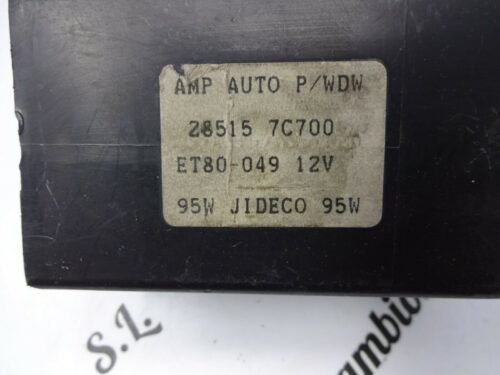 AMP AUTO P/WDW
28515 7C700
ET80-049 12V
95W JIDECO 95W
S.L.